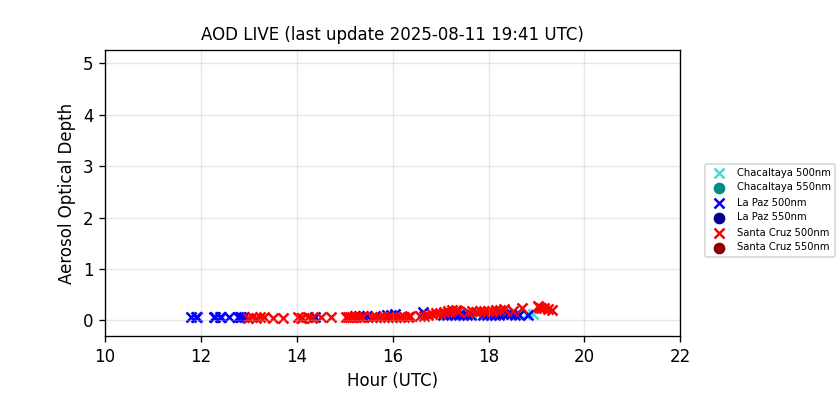 AOD LIVE (last update 2025-08-11 19:41 UTC)
Aerosol Optical Depth
5
4
3
2
1
0
10 12 14 16 18 20 22
Hour (UTC)
Chacaltaya 500nm
Chacaltaya 550nm
La Paz 500nm
La Paz 550nm
Santa Cruz 500nm
Santa Cruz 550nm